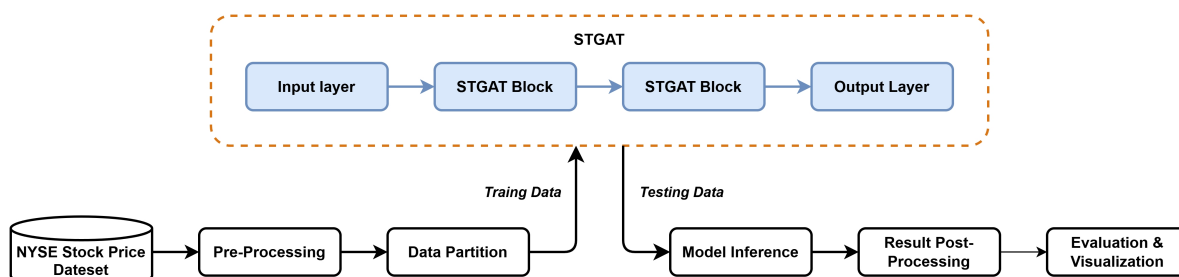 STGAT
Input layer
STGAT Block
STGAT Block
Output Layer
Traing Data
Testing Data
NYSE Stock Price
Dateset
Pre-Processing
Data Partition
Model Inference
Result Post-
Processing
Evaluation &
Visualization